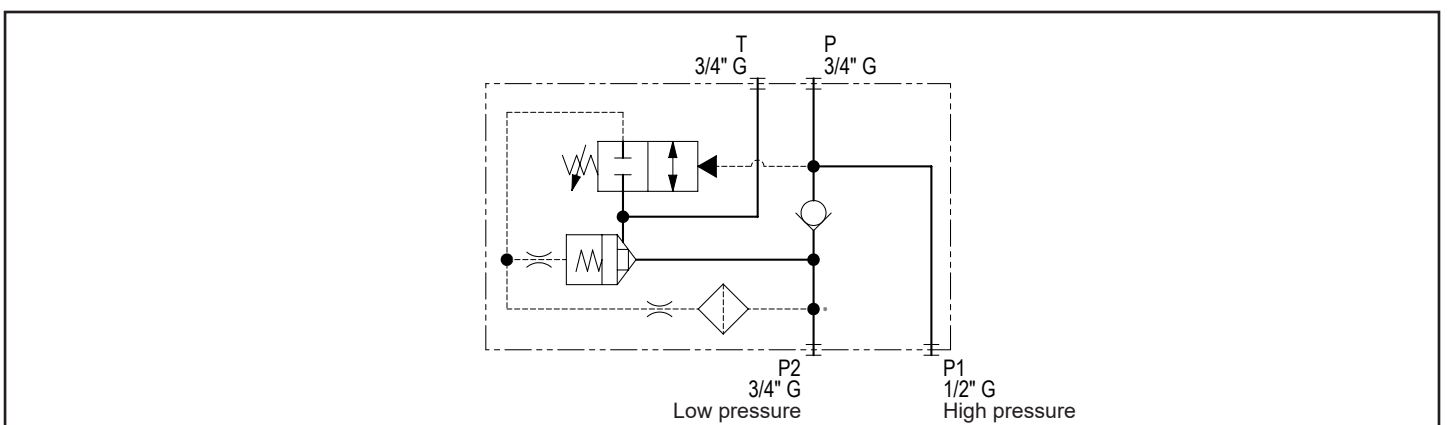 T
3/4" G
P
3/4" G
P2
3/4" G
Low pressure
P1
1/2" G
High pressure